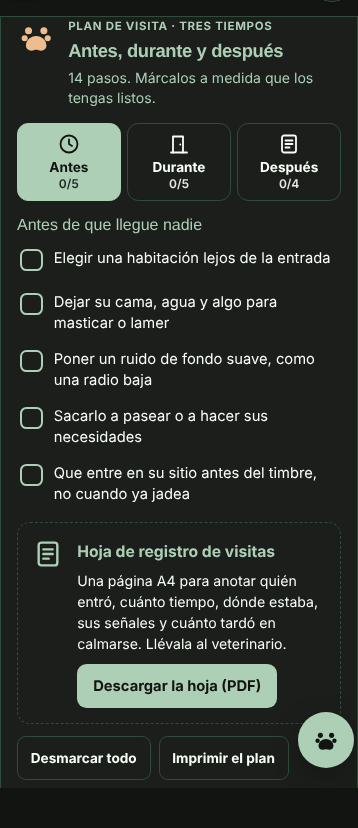 PLAN DE VISITA · TRES TIEMPOS
Antes, durante y después
14 pasos. Márcalos a medida que los
tengas listos.
Antes
0/5
Durante
0/5
Después
0/4
Antes de que llegue nadie
Elegir una habitación lejos de la entrada
Dejar su cama, agua y algo para
masticar o lamer
Poner un ruido de fondo suave, como
una radio baja
Sacarlo a pasear o a hacer sus
necesidades
Que entre en su sitio antes del timbre,
no cuando ya jadea
Hoja de registro de visitas
Una página A4 para anotar quién
entró, cuánto tiempo, dónde estaba,
sus señales y cuánto tardó en
calmarse. Llévala al veterinario.
Descargar la hoja (PDF)
Desmarcar todo
Imprimir el plan